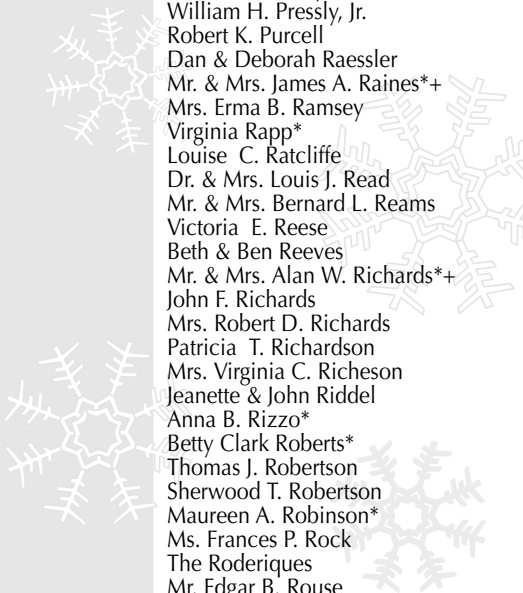 William H. Pressly, Jr.
Robert K. Purcell
Dan & Deborah Raessler
Mr. & Mrs. James A. Raines*+
Mrs. Erma B. Ramsey
Virginia Rapp*
Louise C. Ratcliffe
Dr. & Mrs. Louis J. Read
Mr. & Mrs. Bernard L. Reams
Victoria E. Reese
Beth & Ben Reeves
Mr. & Mrs. Alan W. Richards*+
John F. Richards
Mrs. Robert D. Richards
Patricia T. Richardson
Mrs. Virginia C. Richeson
Jeanette & John Riddel
Anna B. Rizzo*
Betty Clark Roberts*
Thomas J. Robertson
Sherwood T. Robertson
Maureen A. Robinson*
Ms. Frances P. Rock
The Roderiques
Mr. Edgar B. Rouse